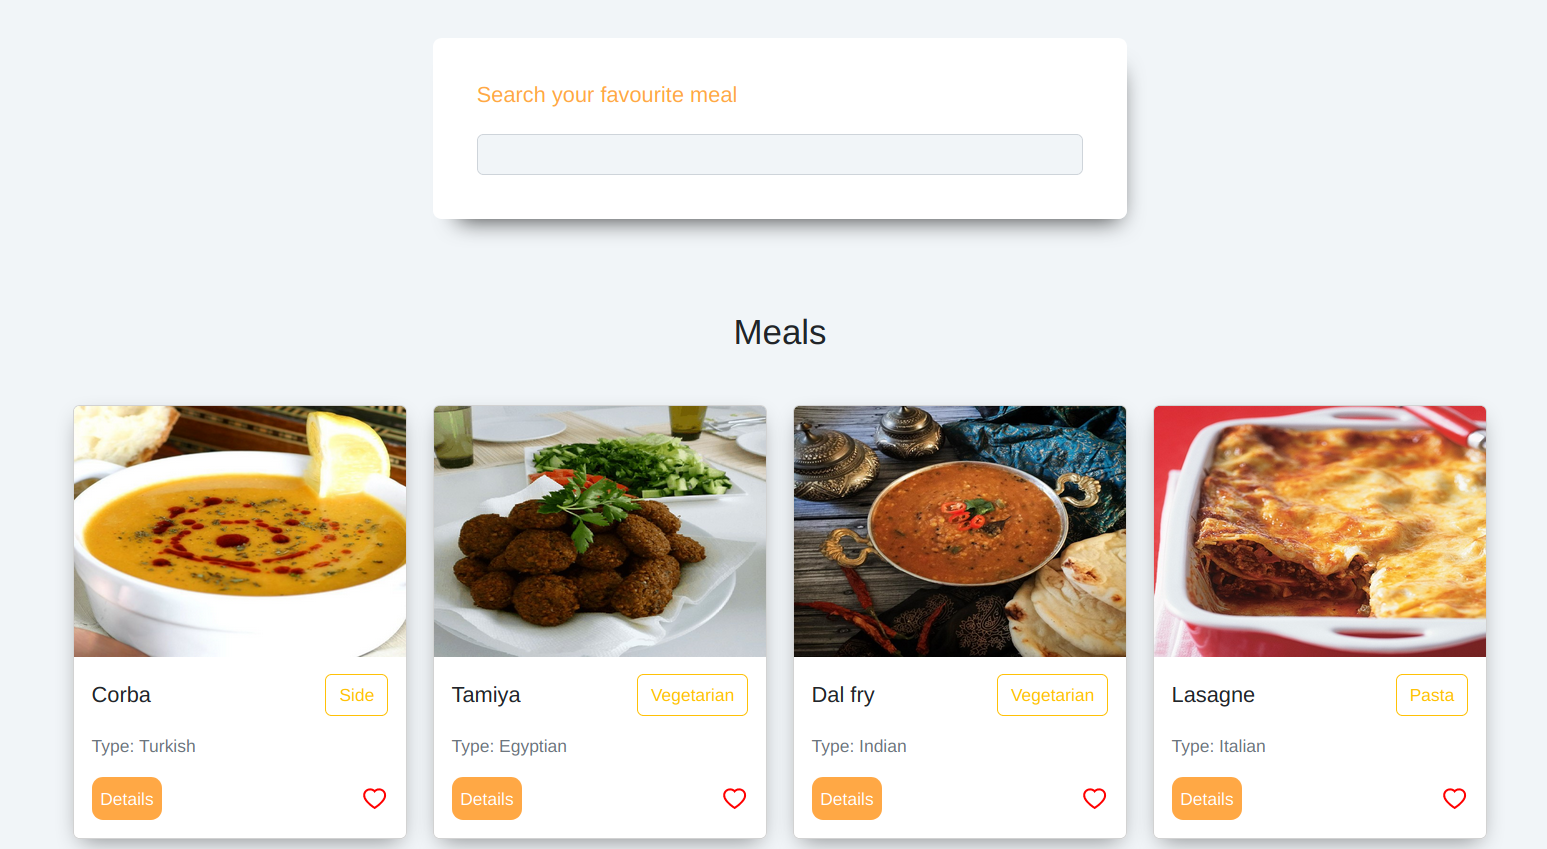 Search your favourite meal
Meals
Corba
Side
Type: Turkish
Details
Tamiya
Vegetarian
Type: Egyptian
Details
Dal fry
Vegetarian
Type: Indian
Details
Lasagne
Pasta
Type: Italian
Details